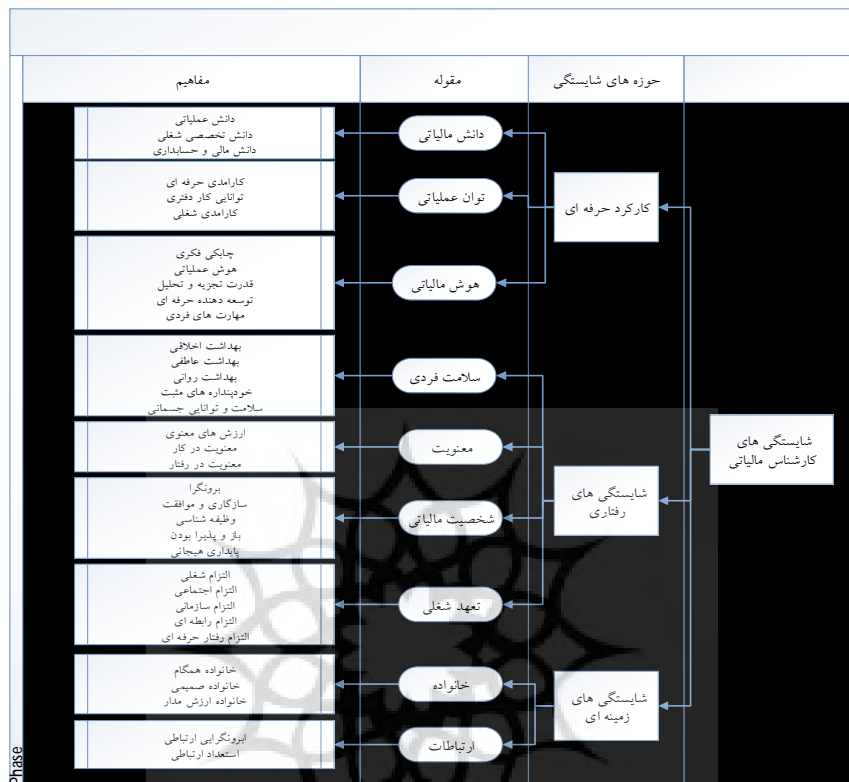 حوزه های شایستگی
مقوله
مفاهیم
شایستگی های
کارشناس مالیاتی
کارکرد حرفه ای
دانش مالیاتی
دانش عملیاتی
دانش تخصصی شغلی
دانش مالی و حسابداری
توان عملیاتی
کارامدی حرفه ای
توانایی کار دفتری
کارامدی شغلی
هوش مالیاتی
چابکی فکری
هوش عملیاتی
قدرت تجزیه و تحلیل
توسعه دهنده حرفه ای
مهارت های فردی
شایستگی های
رفتاری
سلامت فردی
بهداشت اخلاقی
بهداشت عاطفی
بهداشت روانی
خودپنداره های مثبت
سلامت و توانایی جسمانی
معنویت
ارزش های معنوی
معنویت در کار
معنویت در رفتار
شخصیت مالیاتی
برونگرا
سازگاری و موافقت
وظیفه شناسی
باز و پذیرا بودن
پایداری هیجانی
تعهد شغلی
التزام شغلی
التزام اجتماعی
التزام سازمانی
التزام رابطه ای
التزام رفتار حرفه ای
شایستگی های
زمینه ای
خانواده
خانواده همگام
خانواده صمیمی
خانواده ارزش مدار
ارتباطات
ابرونگرایی ارتباطی
استعداد ارتباطی
Phase